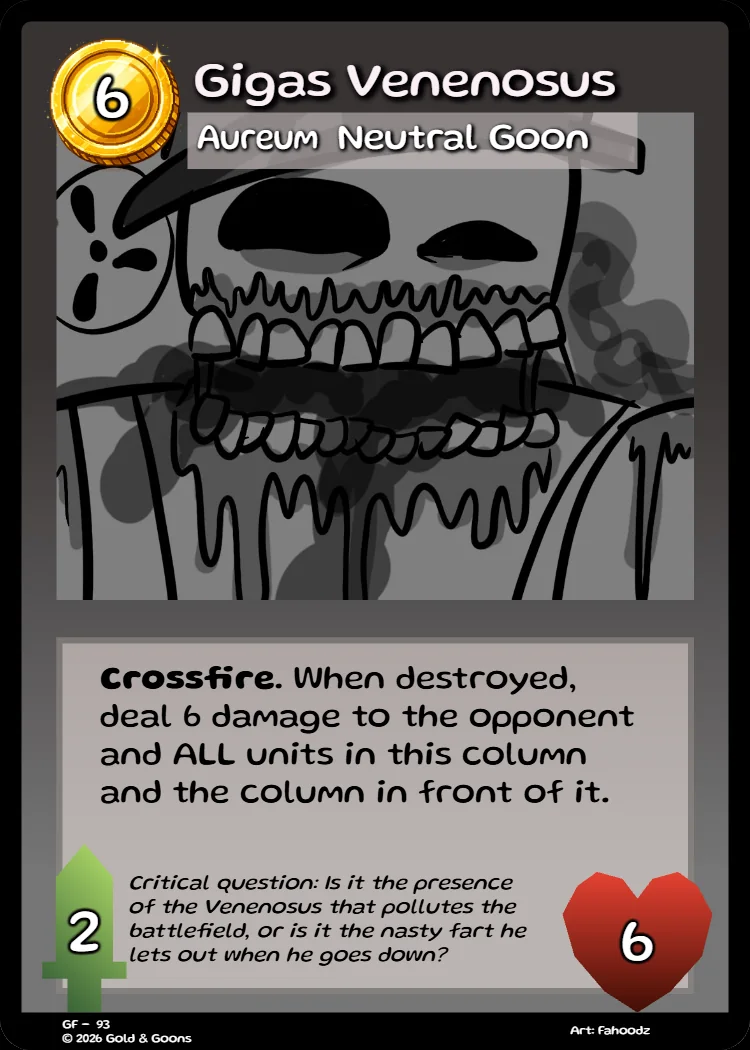 6
Gigas Venenosus
Aureum Neutral Goon
Crossfire. When destroyed,
deal 6 damage to the opponent
and ALL units in this column
and the column in front of it.
Critical question: Is it the presence
of the Venenosus that pollutes the
battlefield, or is it the nasty fart he
lets out when he goes down?
2
6
GF - 93
© 2026 Gold & Goons
Art: Fahoodz